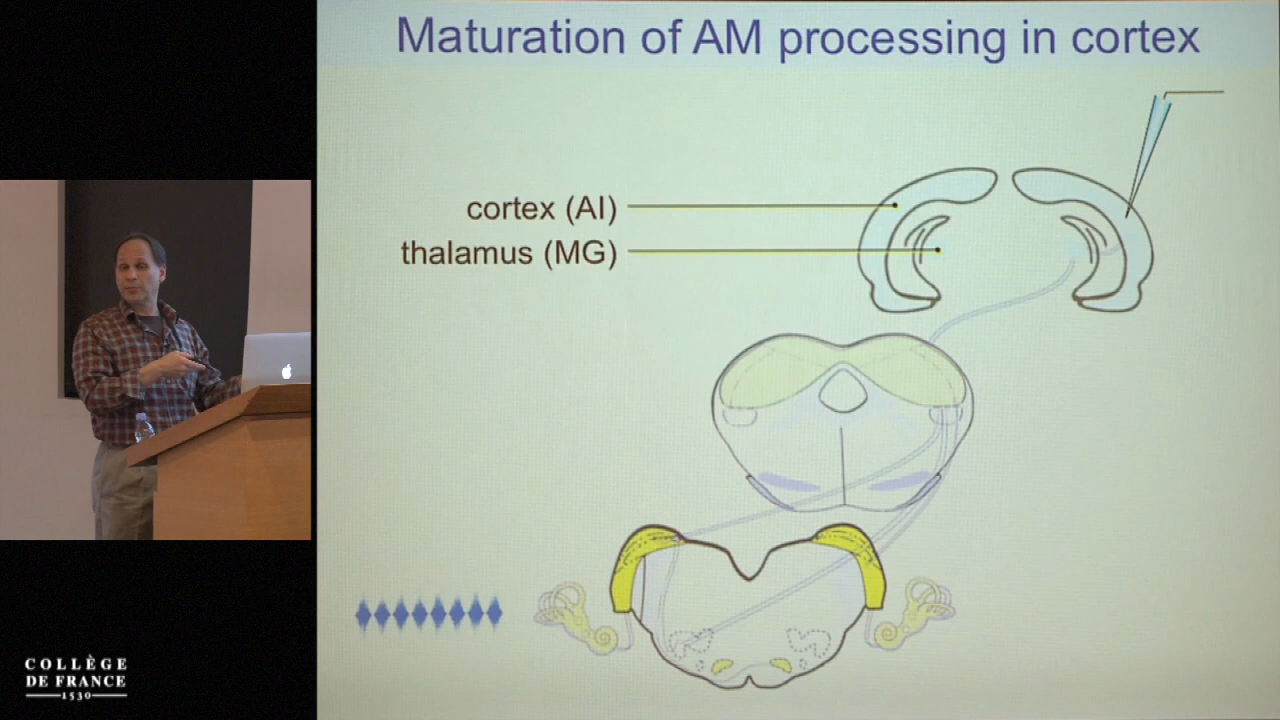 Maturation of AM processing in cortex
cortex (AI)
thalamus (MG)
COLLÈGE
DE FRANCE
1530